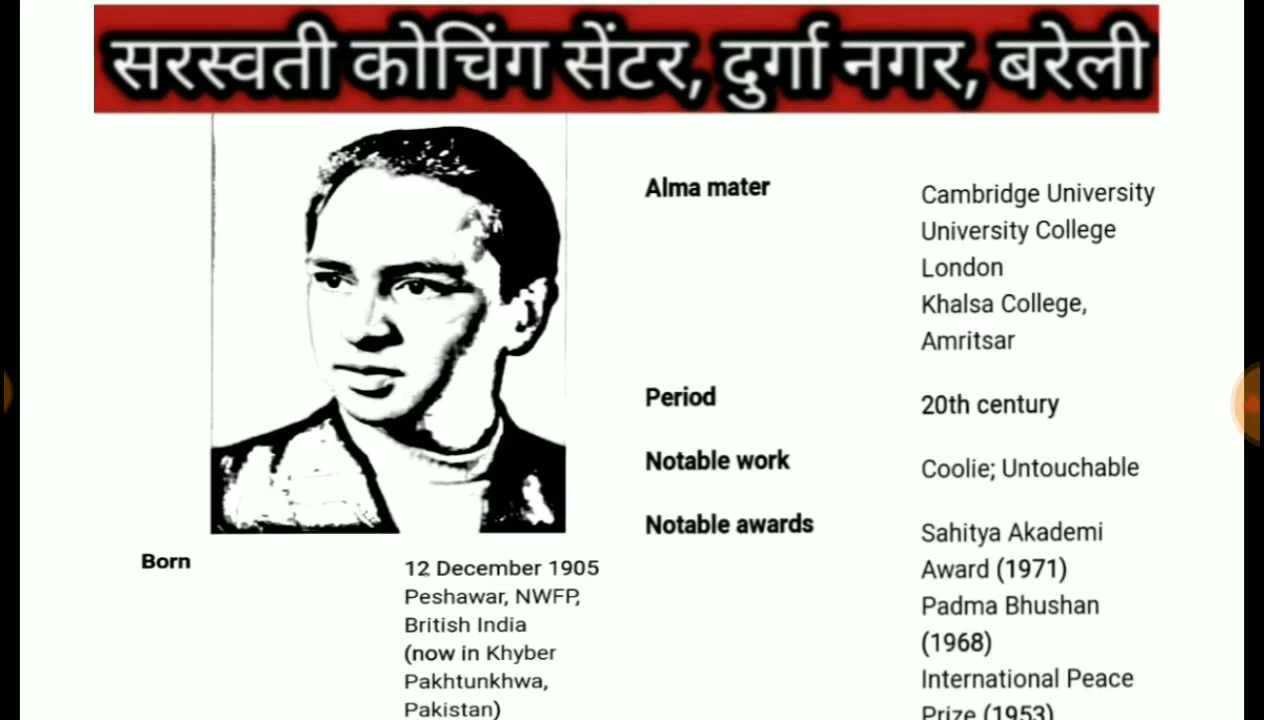 सरस्वती कोचिंग सेंटर, दुर्गा नगर, बरेली
Born
12 December 1905
Peshawar, NWFP,
British India
(now in Khyber
Pakhtunkhwa,
Pakistan)
Alma mater
Cambridge University
University College
London
Khalsa College,
Amritsar
Period
20th century
Notable work
Coolie; Untouchable
Notable awards
Sahitya Akademi
Award (1971)
Padma Bhushan
(1968)
International Peace
Prize (1953)